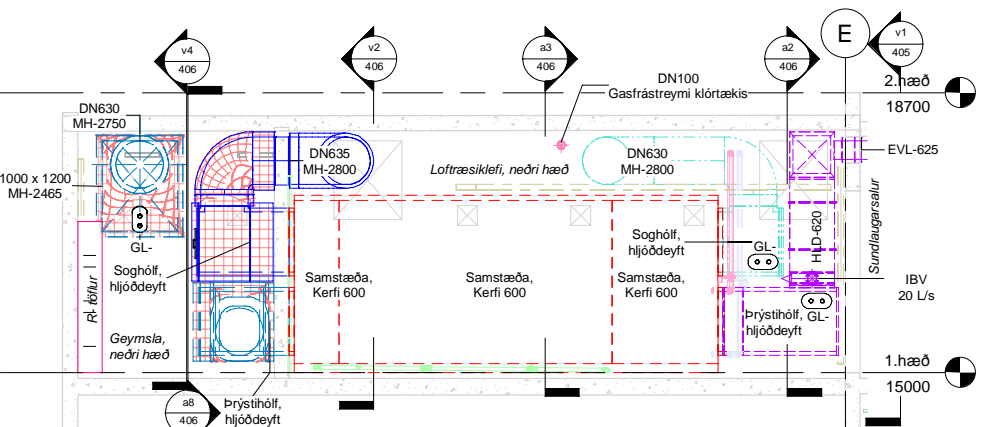 v4
406
v2
406
a3
406
a2
406
E
v1
405
2.hæð
18700
DN630
MH-2750
1000 x 1200
MH-2465
DN635
MH-2800
DN100
Gasfrástreymi klórtækis
Loftræsiklefi, neðri hæð
DN630
MH-2800
EVL-625
GL-
Soghólf,
hljóðdeyft
Samstæða,
Kerfi 600
Samstæða,
Kerfi 600
Samstæða,
Kerfi 600
Soghólf,
hljóðdeyft
GL-
HLD-620
Sundlaugarsalur
IBV
20 L/s
GL-
Þrýstihólf,
hljóðdeyft
R- töflur
Geymsla,
neðri hæð
1.hæð
15000
a8
406
Þrýstihólf,
hljóðdeyft